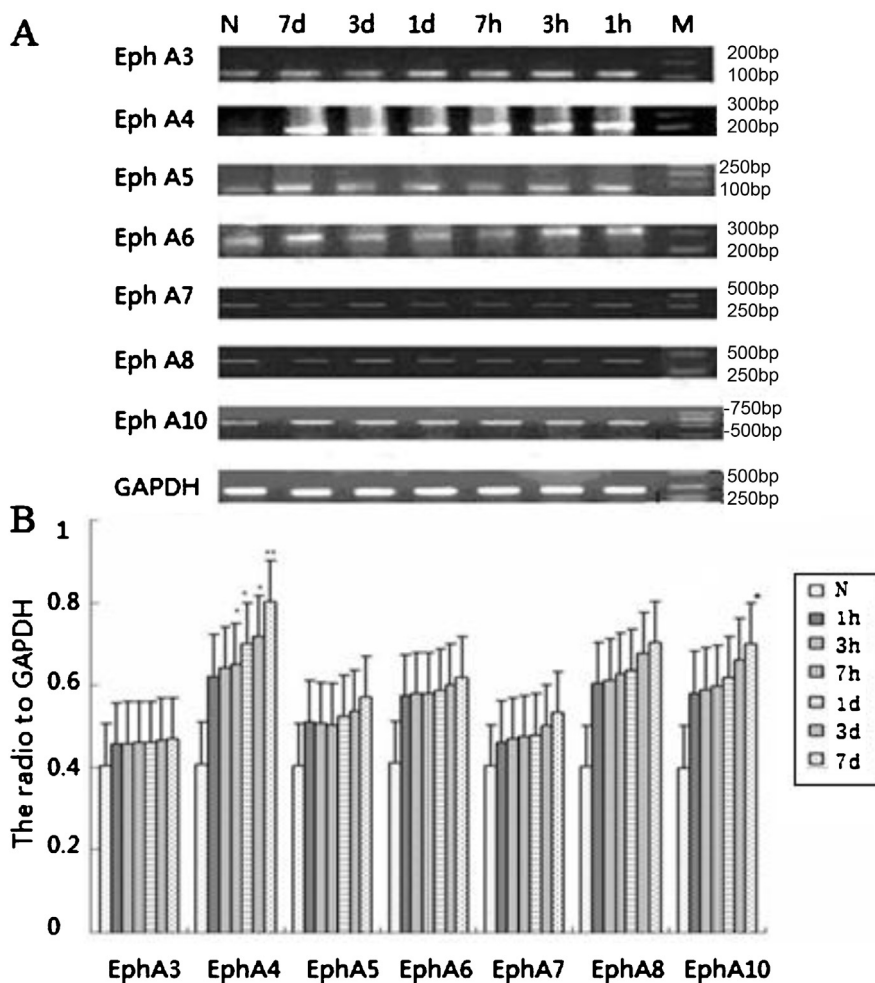 A
N 7d 3d 1d 7h 3h 1h M
Eph A3 200bp
100bp
Eph A4 300bp
200bp
Eph A5 250bp
100bp
Eph A6 300bp
200bp
Eph A7 500bp
250bp
Eph A8 500bp
250bp
Eph A10 -750bp
-500bp
GAPDH 500bp
250bp
B
The radio to GAPDH
1
0.8
0.6
0.4
0.2
0
* * * **
*
EphA3 EphA4 EphA5 EphA6 EphA7 EphA8 EphA10
N
1h
3h
7h
1d
3d
7d